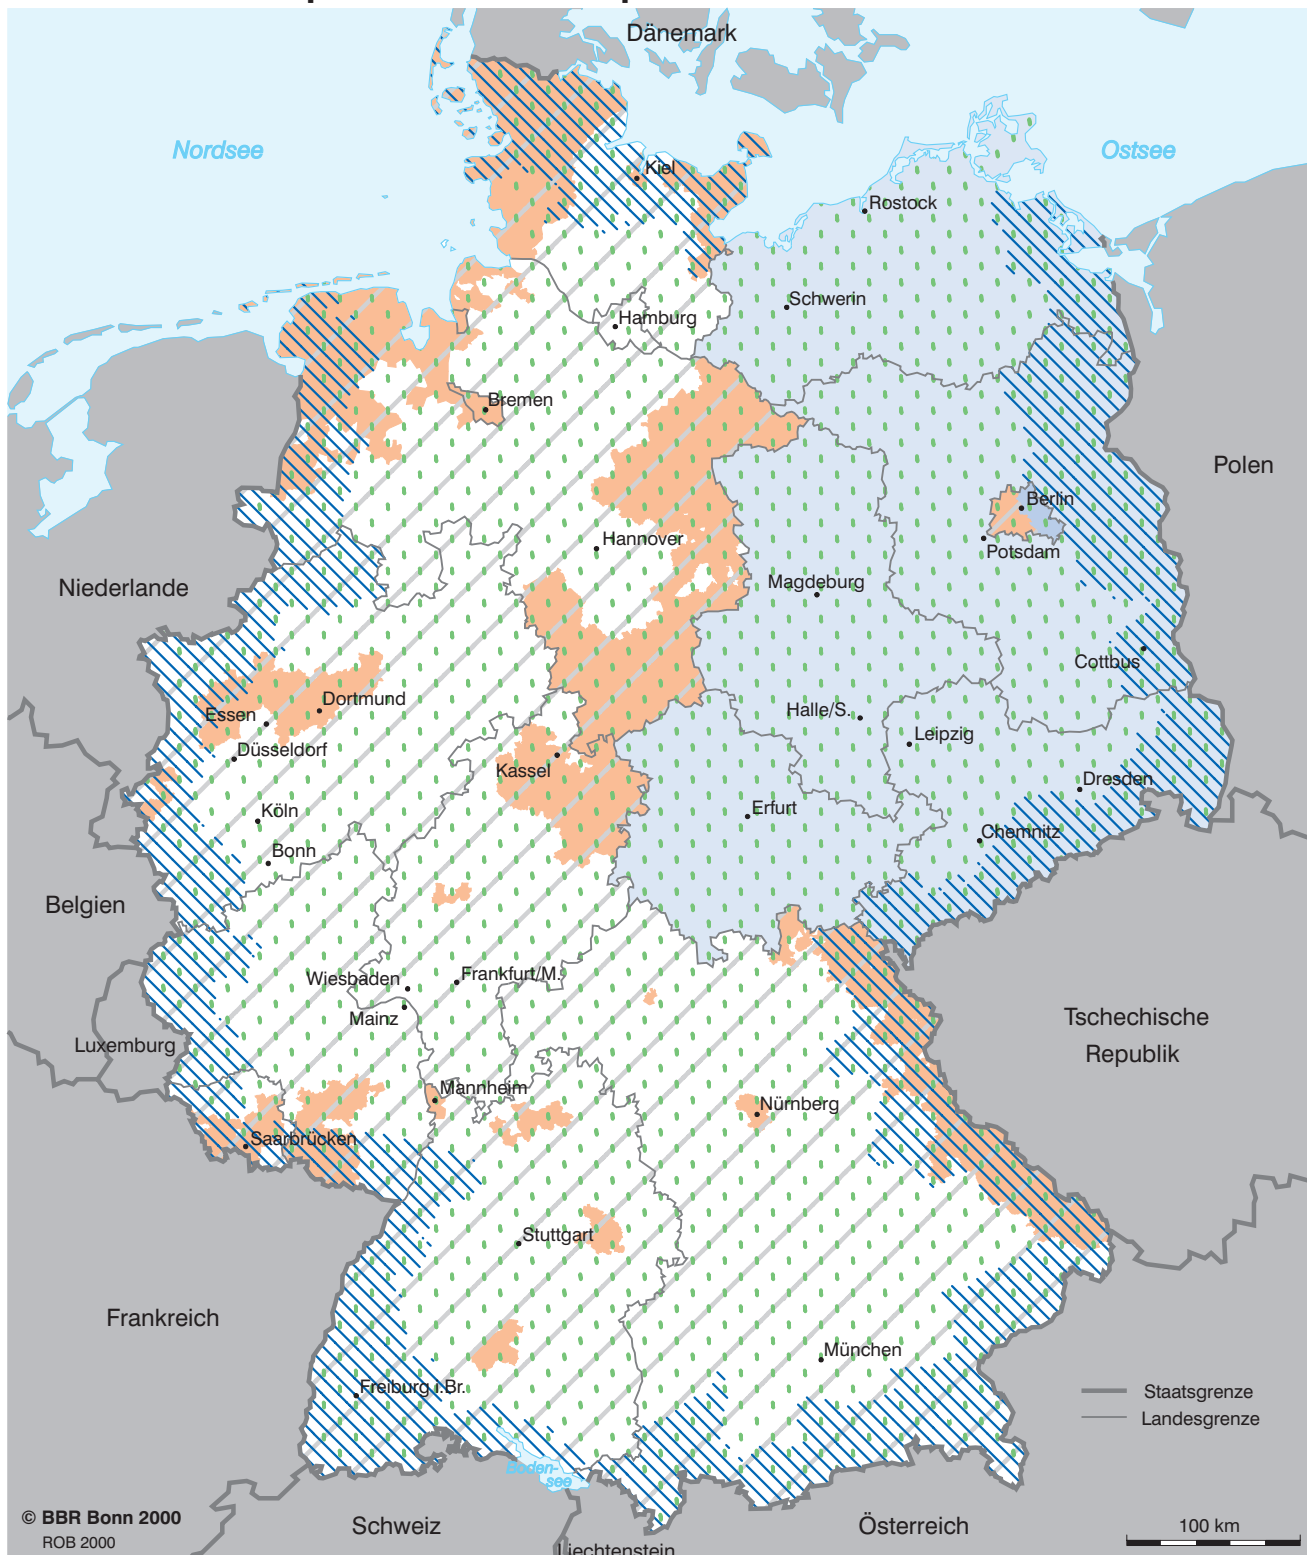 Dänemark
Nordsee
Ostsee
Kiel
Rostock
Schwerin
Hamburg
Bremen
Polen
Berlin
Hannover
Potsdam
Niederlande
Magdeburg
Cottbus
Dortmund
Essen
Halle/S.
Leipzig
Düsseldorf
Kassel
Dresden
Köln
Erfurt
Chemnitz
Bonn
Belgien
Wiesbaden
Frankfurt/M.
Mainz
Tschechische
Republik
Luxemburg
Mannheim
Nürnberg
Saarbrücken
Stuttgart
Frankreich
München
Freiburg i.Br.
Staatsgrenze
Landesgrenze
Boden-
see
© BBR Bonn 2000
ROB 2000
Schweiz
Österreich
100 km
Liechtenstein